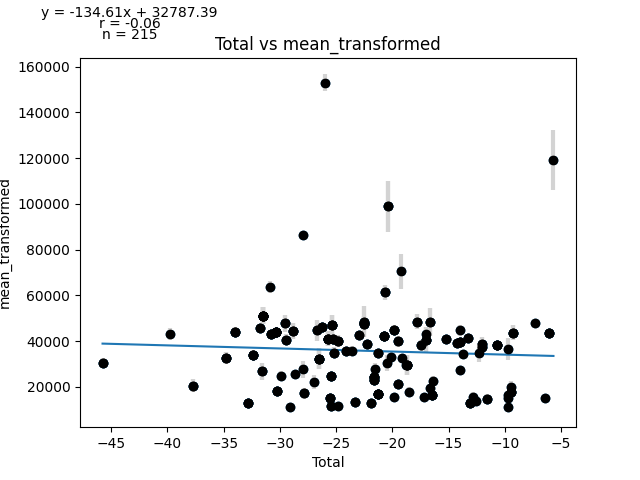 y = -134.61x + 32787.39
r = -0.06
n = 215
Total vs mean_transformed
160000
140000
120000
100000
80000
60000
40000
20000
mean_transformed
−45 −40 −35 −30 −25 −20 −15 −10 −5
Total